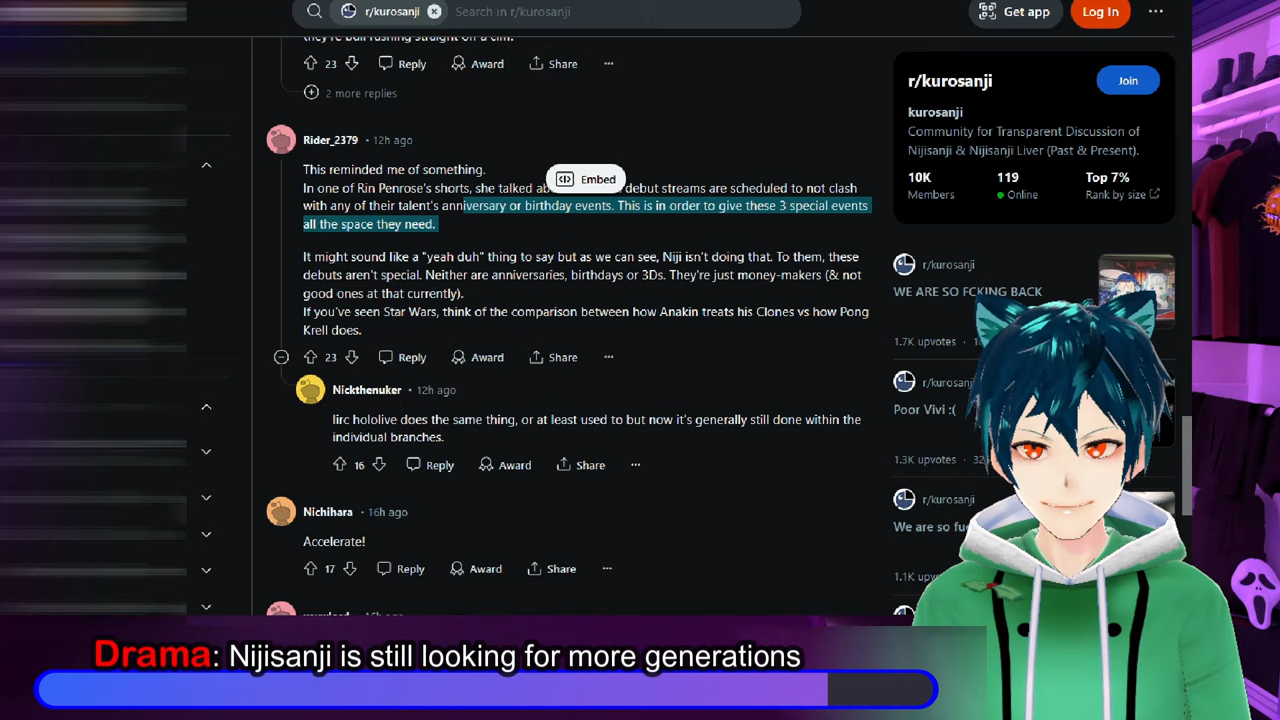 r/kurosanji
Search in r/kurosanji
Get app
Log In
they're bull rushing straight off a cliff.
23
Reply
Award
Share
2 more replies
Rider_2379 • 12h ago
This reminded me of something.
In one of Rin Penrose's shorts, she talked debut streams are scheduled to not clash
with any of their talent's anniversary or birthday events. This is in order to give these 3 special events
all the space they need.
Embed
It might sound like a "yeah duh" thing to say but as we can see, Niji isn't doing that. To them, these
debuts aren't special. Neither are anniversaries, birthdays or 3Ds. They're just money-makers (& not
good ones at that currently).
If you've seen Star Wars, think of the comparison between how Anakin treats his Clones vs how Pong
Krell does.
23
Reply
Award
Share
Nickthenuker • 12h ago
Iirc hololive does the same thing, or at least used to but now it's generally still done within the
individual branches.
16
Reply
Award
Share
Nichihara • 16h ago
Accelerate!
17
Reply
Award
Share
r/kurosanji
Join
kurosanji
Community for Transparent Discussion of
Nijisanji & Nijisanji Liver (Past & Present).
10K
119
Top 7%
Members
Online
Rank by size
r/kurosanji
WE ARE SO FCKING BACK
1.7K upvotes
r/kurosanji
Poor Vivi :(
1.3K upvotes
r/kurosanji
We are so
1.1K upvotes
Drama: Nijisanji is still looking for more generations